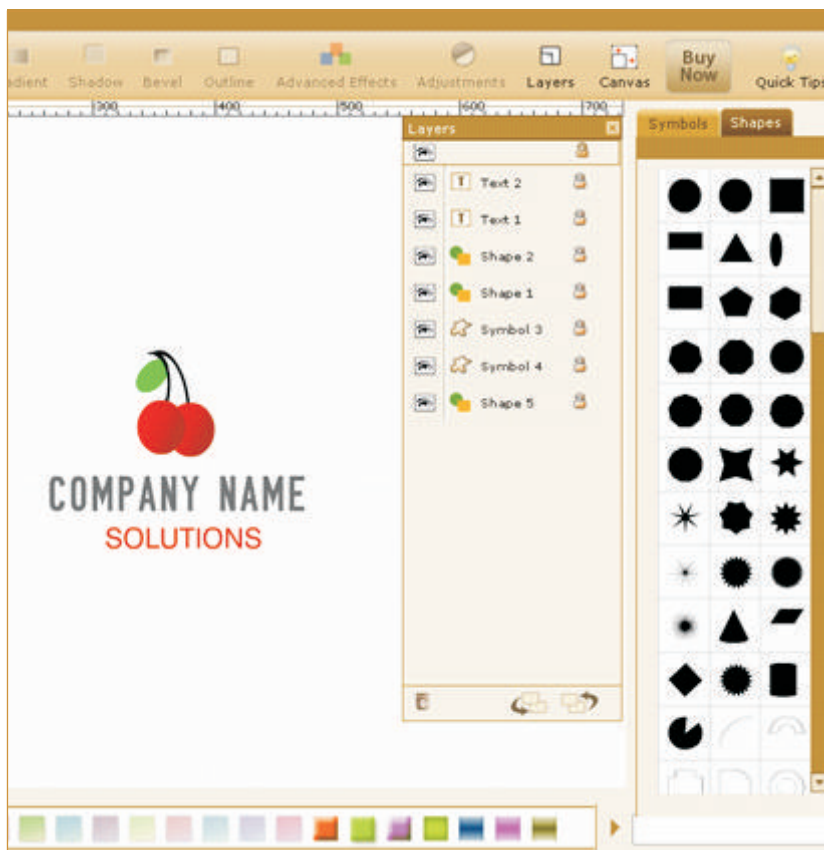 adient Shadow Bevel Outline Advanced Effects Adjustments Layers Canvas Buy Now Quick Tips
300 400 500 600 700
Layers
Symbols Shapes
Text 2
Text 1
Shape 2
Shape 1
Symbol 3
Symbol 4
Shape 5
COMPANY NAME
SOLUTIONS